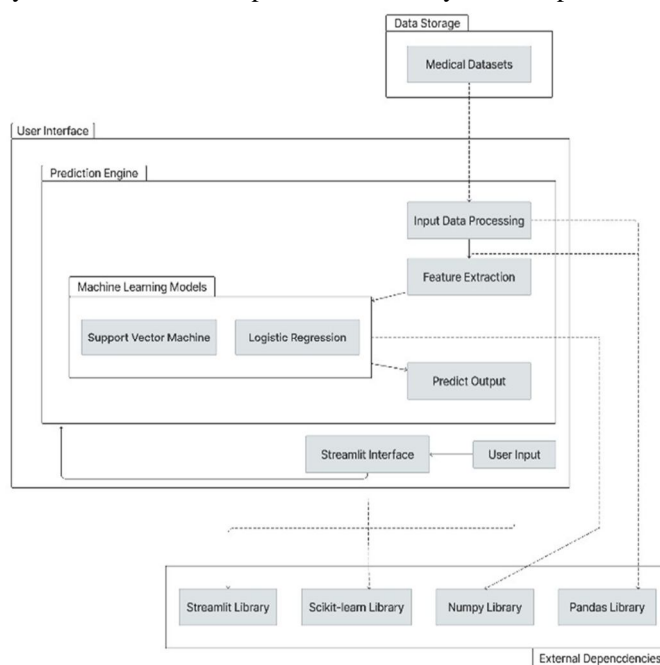 Data Storage
Medical Datasets
User Interface
Prediction Engine
Input Data Processing
Feature Extraction
Machine Learning Models
Support Vector Machine
Logistic Regression
Predict Output
Streamlit Interface
User Input
Streamlit Library
Scikit-learn Library
Numpy Library
Pandas Library
External Depencdencies